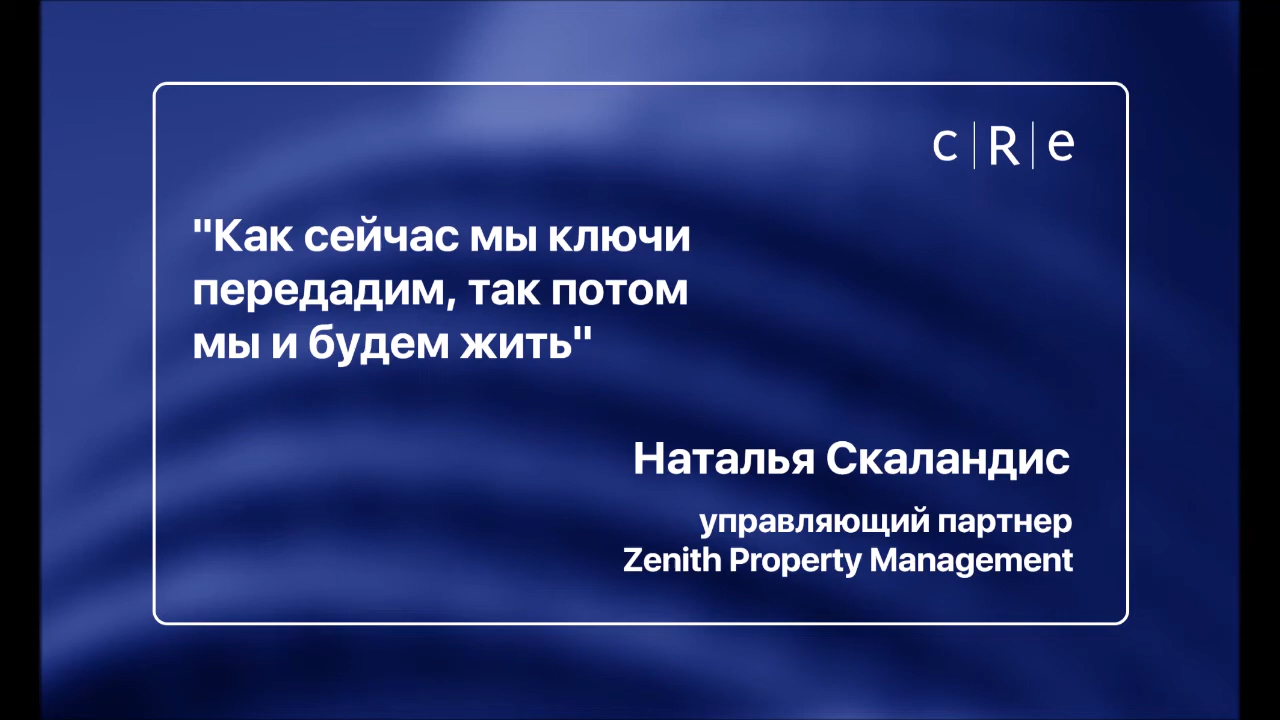 c|R|e
"Как сейчас мы ключи
передадим, так потом
мы и будем жить"
Наталья Скаландис
управляющий партнер
Zenith Property Management